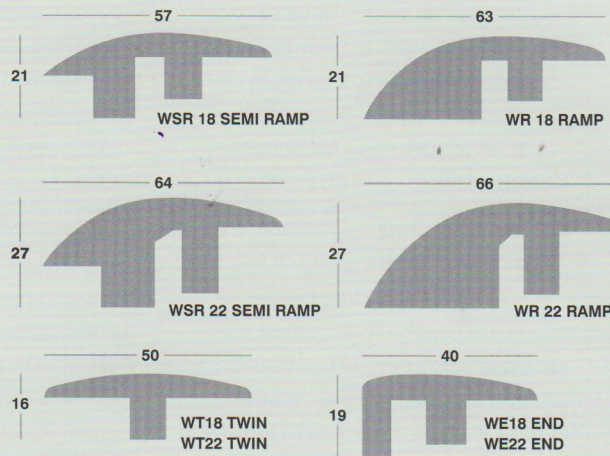 57
21
WSR 18 SEMI RAMP
63
21
WR 18 RAMP
64
27
WSR 22 SEMI RAMP
66
27
WR 22 RAMP
50
16
WT18 TWIN
WT22 TWIN
40
19
WE18 END
WE22 END